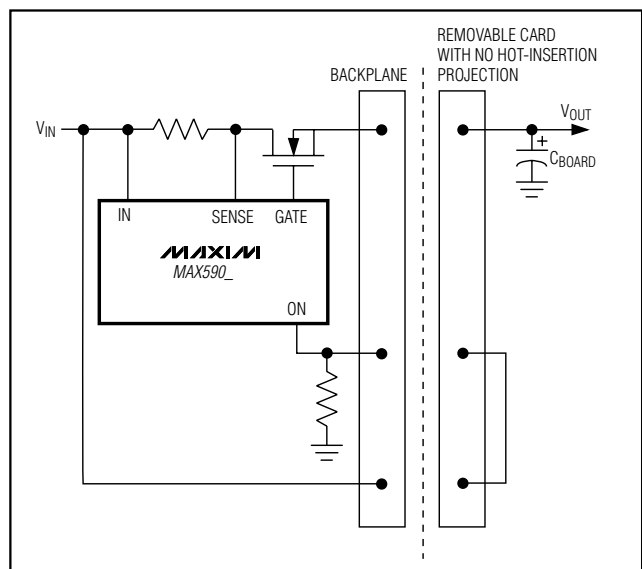 REMOVABLE CARD
WITH NO HOT-INSERTION
PROJECTION
BACKPLANE
VIN
VOUT
+
CBOARD
IN
SENSE
GATE
MAXIM
MAX590_
ON